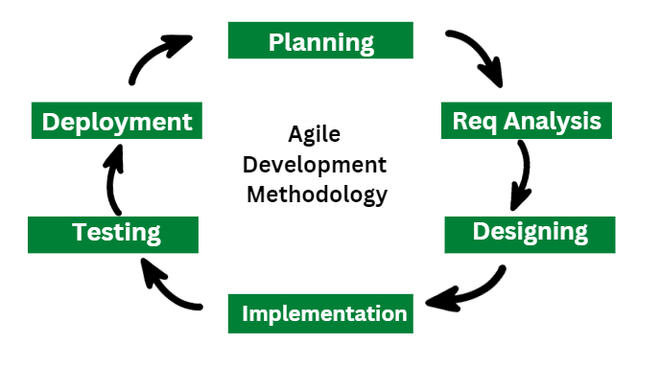 Planning
Req Analysis
Designing
Implementation
Testing
Deployment
Agile
Development
Methodology